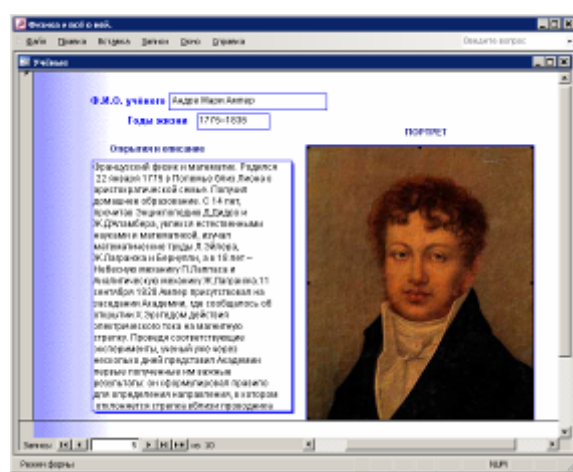 Физика и всё о ней.
Файл Правка Вставка Записи Окно Справка Введите вопрос
Учёные
Ф.И.О. учёного Андре Мари Ампер
Годы жизни 1775-1836
ПОРТРЕТ
Открытия и описание
Французский физик и математик. Родился
22 января 1775 в Полемье близ Лиона в
аристократической семье. Получил
домашнее образование. С 14 лет,
прочитав Энциклопедию Д.Дидро и
Ж.Д'Аламбера, увлекся естественными
науками и математикой, изучал
математические труды Л.Эйлера,
Ж.Лагранжа и Бернулли, а в 18 лет –
Небесную механику П.Лапласа и
Аналитическую механику Ж.Лагранжа.11
сентября 1820 Ампер присутствовал на
заседании Академии, где сообщалось об
открытии Х.Эрстедом действия
электрического тока на магнитную
стрелку. Проведя соответствующие
эксперименты, ученый уже через
несколько дней представил Академии
первые полученные им важные
результаты: он сформулировал правило
для определения направления, в котором
отклоняется стрелка вблизи проводника
Запись: 5 из 10
Режим формы NUM